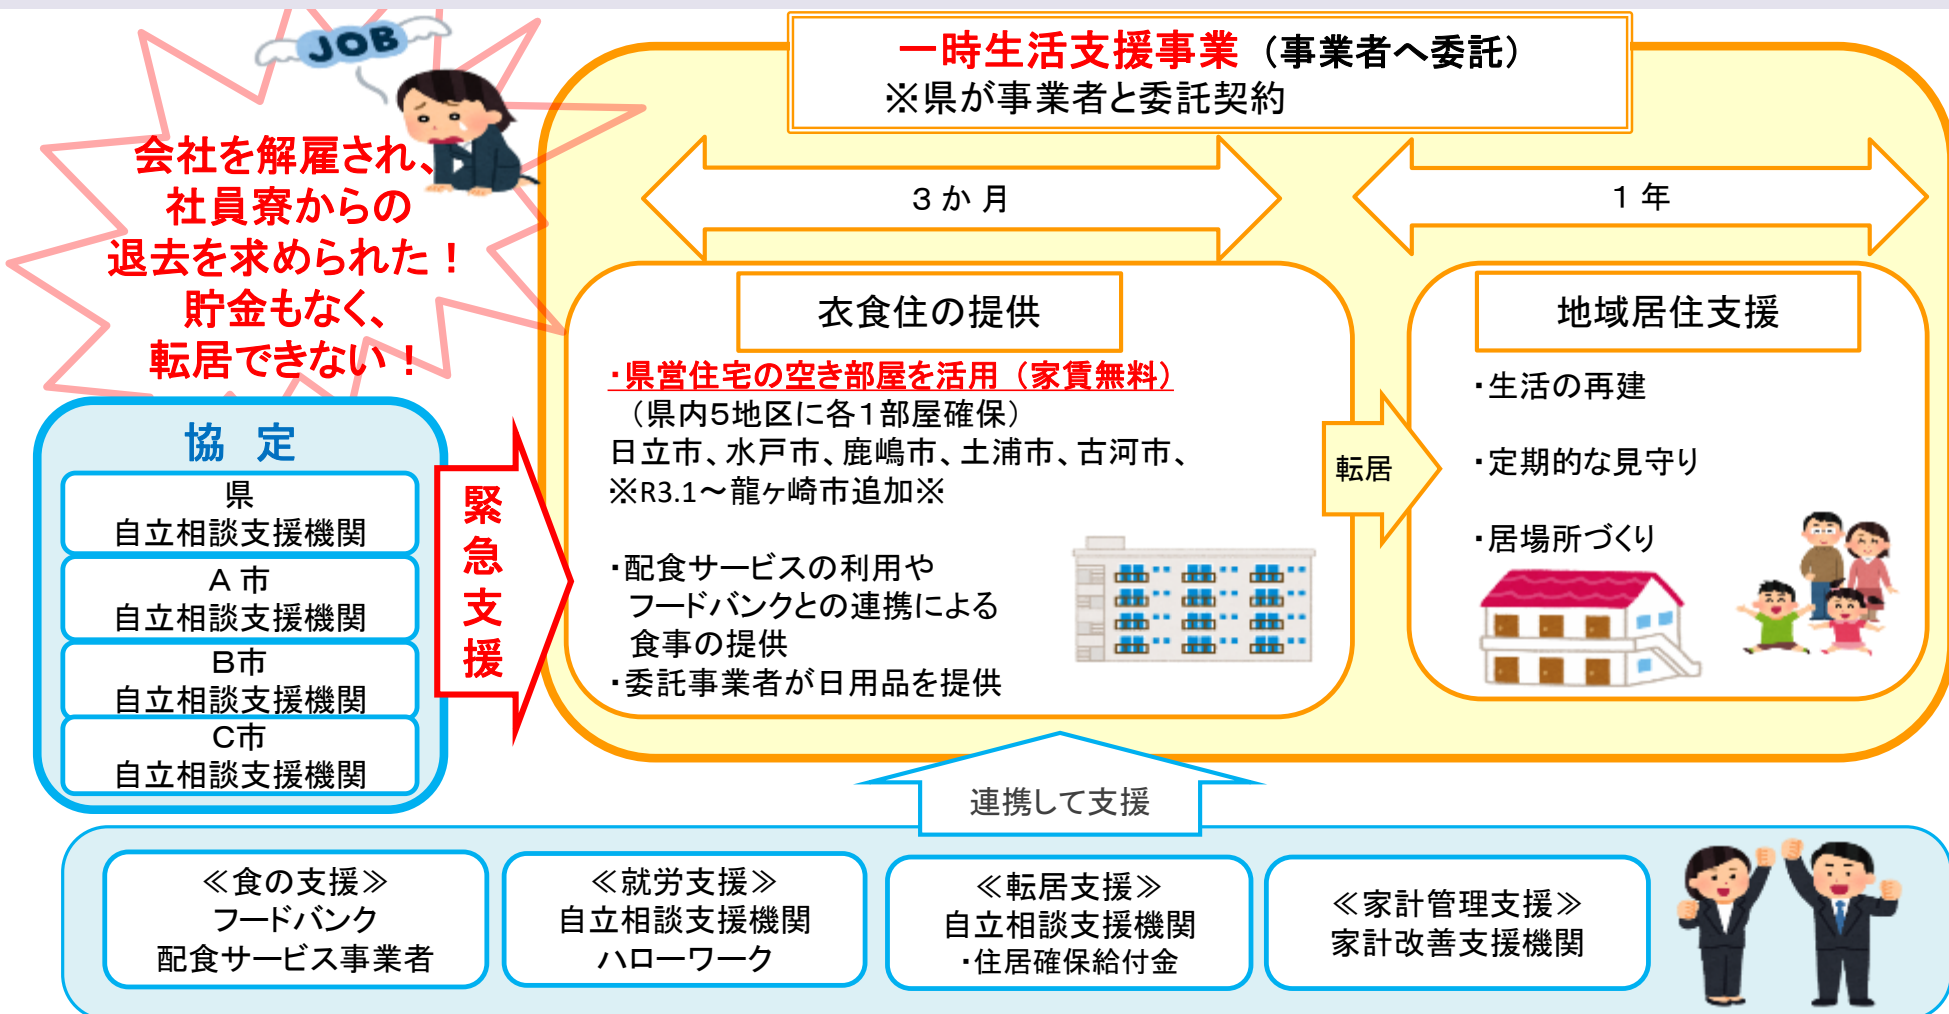 JOB
会社を解雇され、
社員寮からの
退去を求められた！
貯金もなく、
転居できない！
一時生活支援事業（事業者へ委託）
※県が事業者と委託契約
３か月
１年
協 定
県
自立相談支援機関
Ａ市
自立相談支援機関
Ｂ市
自立相談支援機関
Ｃ市
自立相談支援機関
緊急支援
衣食住の提供
・県営住宅の空き部屋を活用（家賃無料）
（県内５地区に各１部屋確保）
日立市、水戸市、鹿嶋市、土浦市、古河市、
※R3.1～龍ヶ崎市追加※
・配食サービスの利用や
フードバンクとの連携による
食事の提供
・委託事業者が日用品を提供
転居
地域居住支援
・生活の再建
・定期的な見守り
・居場所づくり
連携して支援
≪食の支援≫
フードバンク
配食サービス事業者
≪就労支援≫
自立相談支援機関
ハローワーク
≪転居支援≫
自立相談支援機関
・住居確保給付金
≪家計管理支援≫
家計改善支援機関